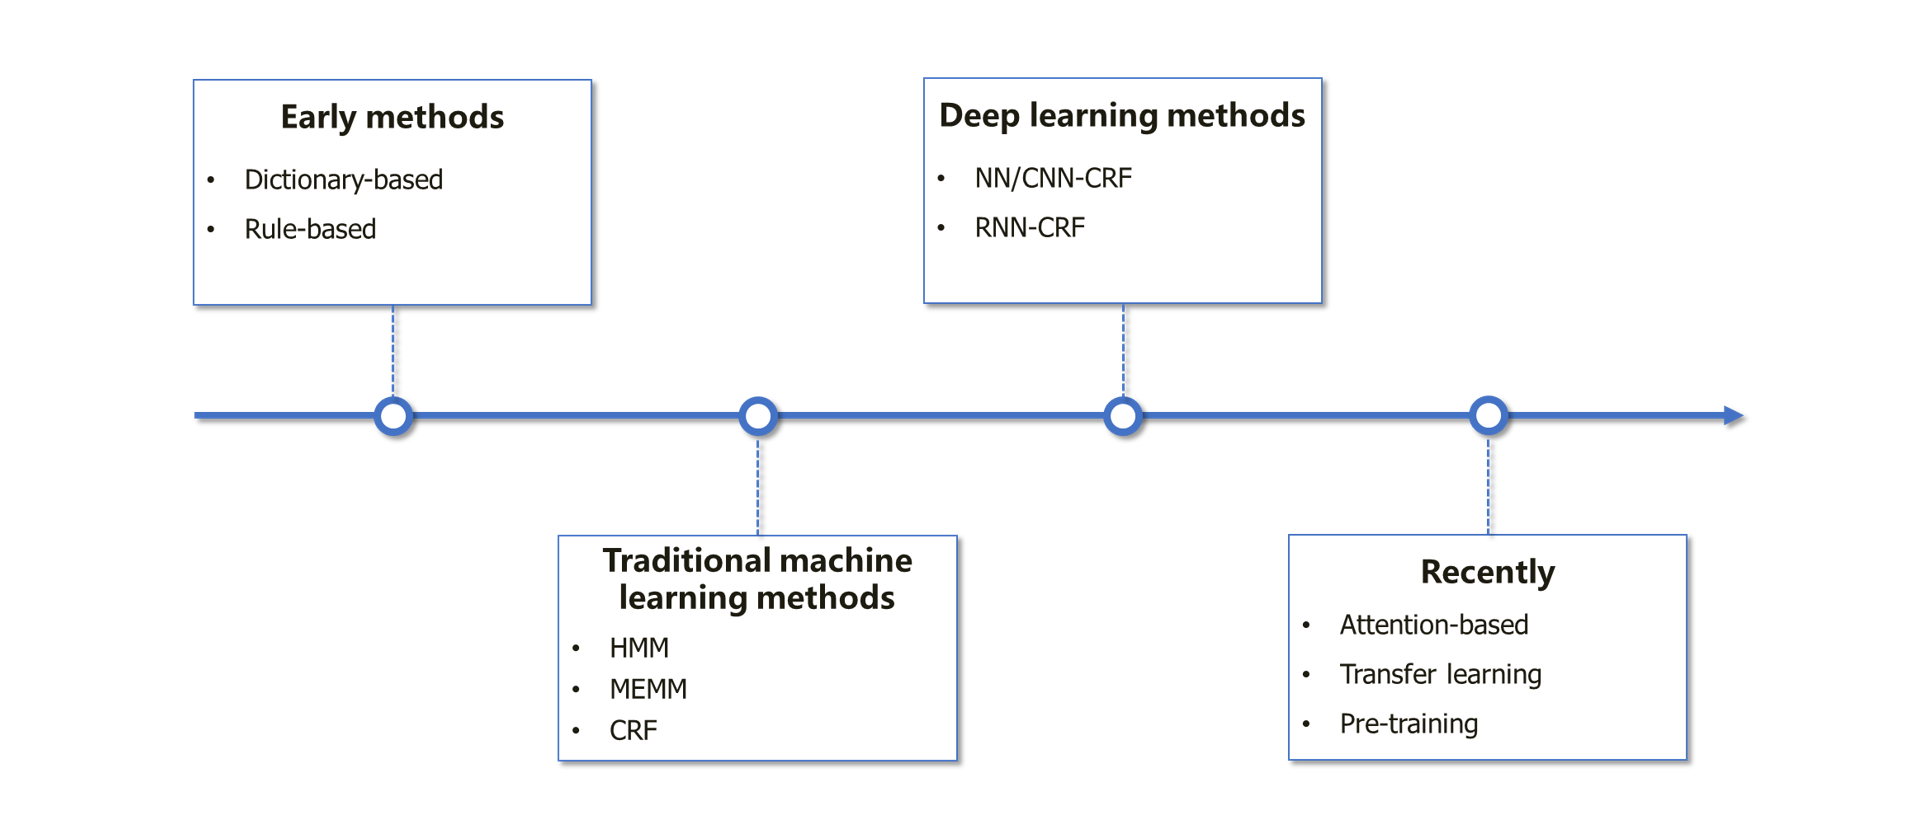 Early methods
• Dictionary-based
• Rule-based
Traditional machine
learning methods
• HMM
• MEMM
• CRF
Deep learning methods
• NN/CNN-CRF
• RNN-CRF
Recently
• Attention-based
• Transfer learning
• Pre-training